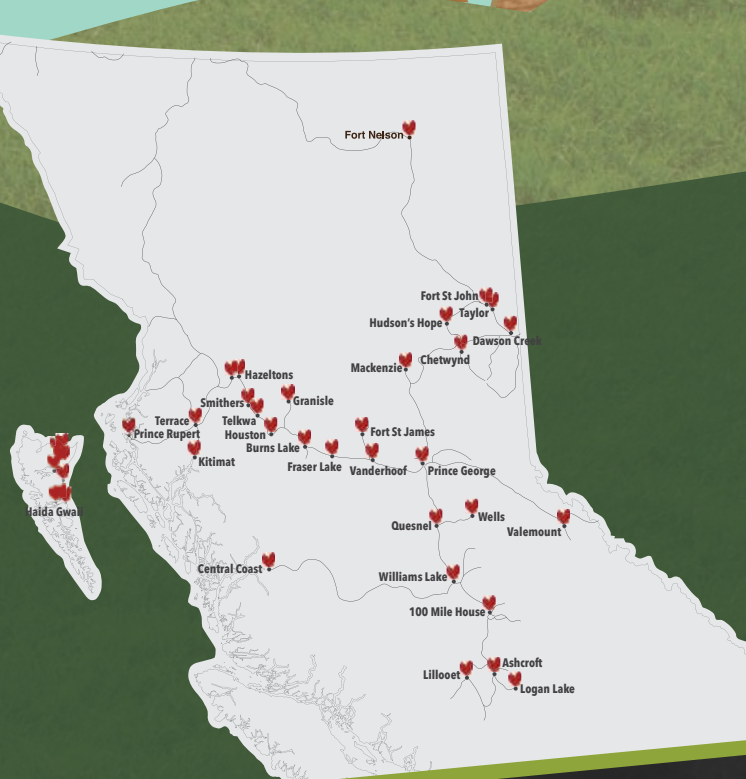 Fort Nelson
Fort St John
Taylor
Hudson's Hope
Dawson Creek
Chetwynd
Mackenzie
Hazeltons
Granisle
Smithers
Telkwa
Terrace
Prince Rupert
Houston
Fort St James
Burns Lake
Kitimat
Fraser Lake
Vanderhoof
Prince George
Haida Gwaii
Wells
Quesnel
Valemount
Central Coast
Williams Lake
100 Mile House
Ashcroft
Lillooet
Logan Lake